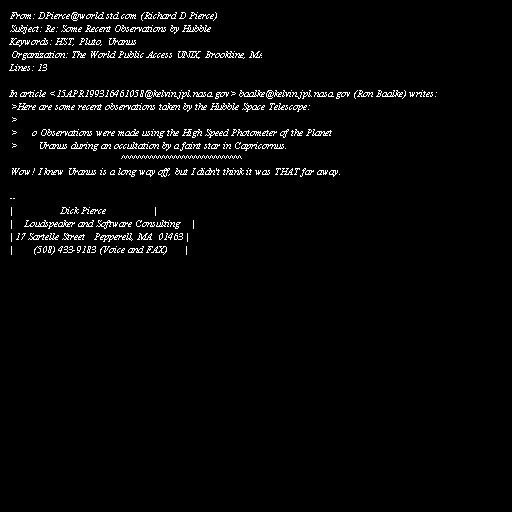 From: DPierce@world.std.com (Richard D Pierce)
Subject: Re: Some Recent Observations by Hubble
Keywords: HST, Pluto, Uranus
Organization: The World Public Access UNIX, Brookline, MA
Lines: 13

In article <15APR199316461058@kelvin.jpl.nasa.gov> baalke@kelvin.jpl.nasa.gov (Ron Baalke) writes:
>Here are some recent observations taken by the Hubble Space Telescope:
>
>     o Observations were made using the High Speed Photometer of the Planet
>       Uranus during an occultation by a faint star in Capricornus.
                                        ^^^^^^^^^^^^^^^^^^^^^^^^^^^
Wow! I knew Uranus is a long way off, but I didn't think it was THAT far away.

--
|                Dick Pierce                |
|    Loudspeaker and Software Consulting    |
| 17 Sartelle Street   Pepperell, MA  01463 |
|       (508) 433-9183 (Voice and FAX)      |